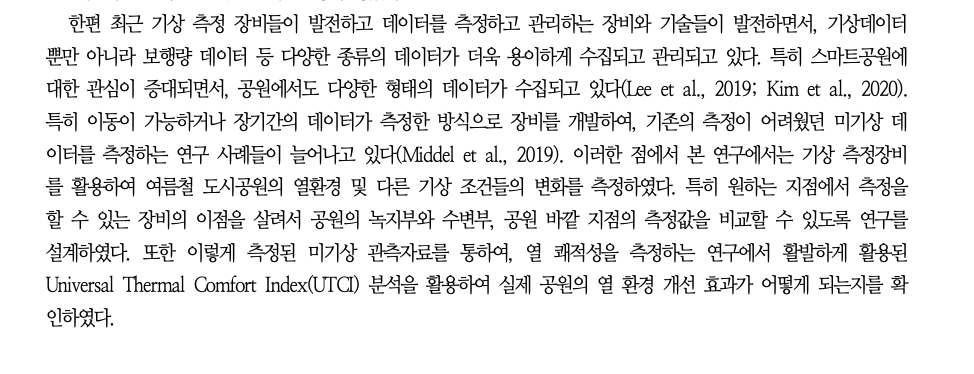 한편 최근 기상 측정 장비들이 발전하고 데이터를 측정하고 관리하는 장비와 기술들이 발전하면서, 기상데이터
뿐만 아니라 보행량 데이터 등 다양한 종류의 데이터가 더욱 용이하게 수집되고 관리되고 있다. 특히 스마트공원에
대한 관심이 증대되면서, 공원에서도 다양한 형태의 데이터가 수집되고 있다(Lee et al., 2019; Kim et al., 2020).
특히 이동이 가능하거나 장기간의 데이터가 측정한 방식으로 장비를 개발하여, 기존의 측정이 어려웠던 미기상 데
이터를 측정하는 연구 사례들이 늘어나고 있다(Middel et al., 2019). 이러한 점에서 본 연구에서는 기상 측정장비
를 활용하여 여름철 도시공원의 열환경 및 다른 기상 조건들의 변화를 측정하였다. 특히 원하는 지점에서 측정을
할 수 있는 장비의 이점을 살려서 공원의 녹지부와 수변부, 공원 바깥 지점의 측정값을 비교할 수 있도록 연구를
설계하였다. 또한 이렇게 측정된 미기상 관측자료를 통하여, 열 쾌적성을 측정하는 연구에서 활발하게 활용된
Universal Thermal Comfort Index(UTCI) 분석을 활용하여 실제 공원의 열 환경 개선 효과가 어떻게 되는지를 확
인하였다.